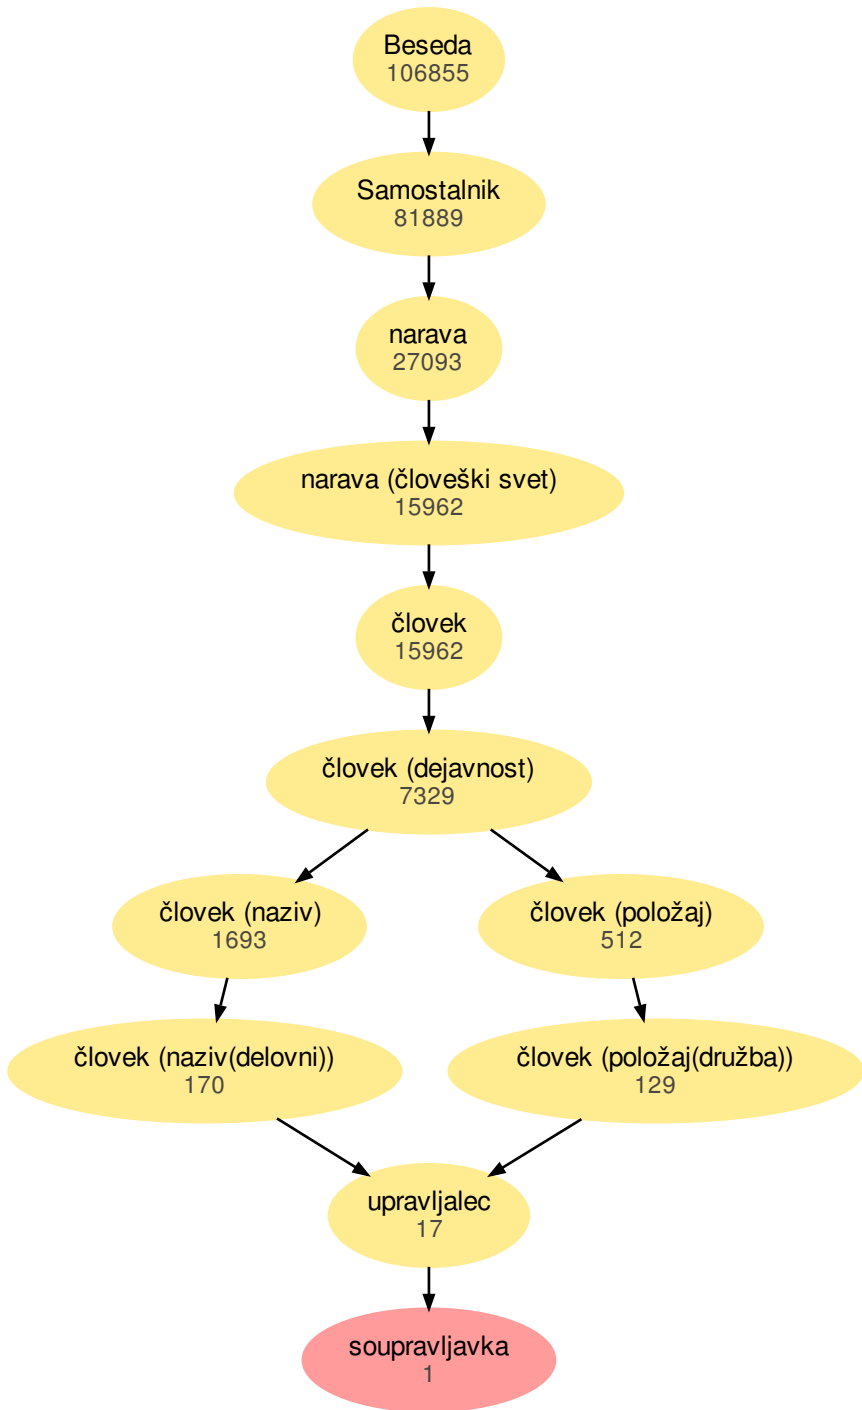 Beseda
106855
Samostalnik
81889
narava
27093
narava (človeški svet)
15962
človek
15962
človek (dejavnost)
7329
človek (naziv)
1693
človek (položaj)
512
človek (naziv(delovni))
170
človek (položaj(družba))
129
upravljalec
17
soupravljavka
1